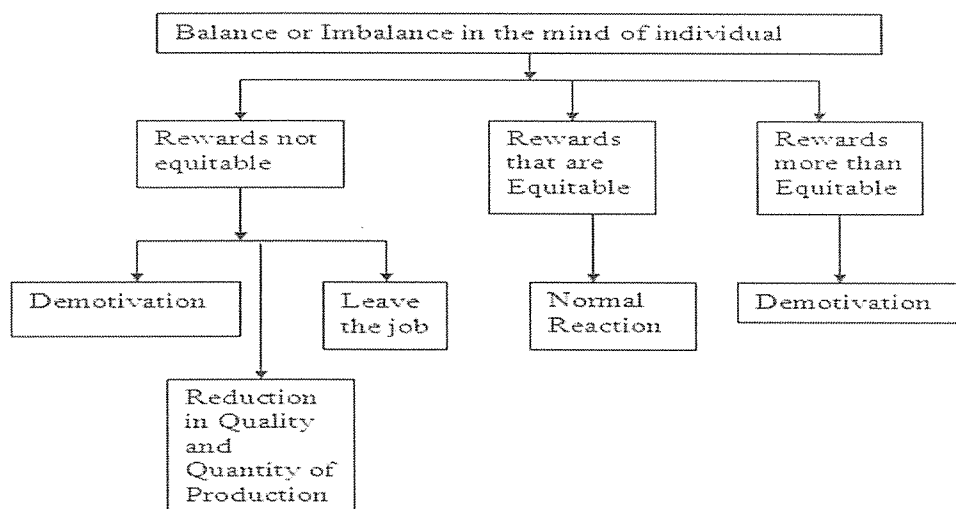 Balance or Imbalance in the mind of individual
Rewards not
equitable
Rewards
that are
Equitable
Rewards
more than
Equitable
Demotivation
Leave
the job
Normal
Reaction
Demotivation
Reduction
in Quality
and
Quantity of
Production